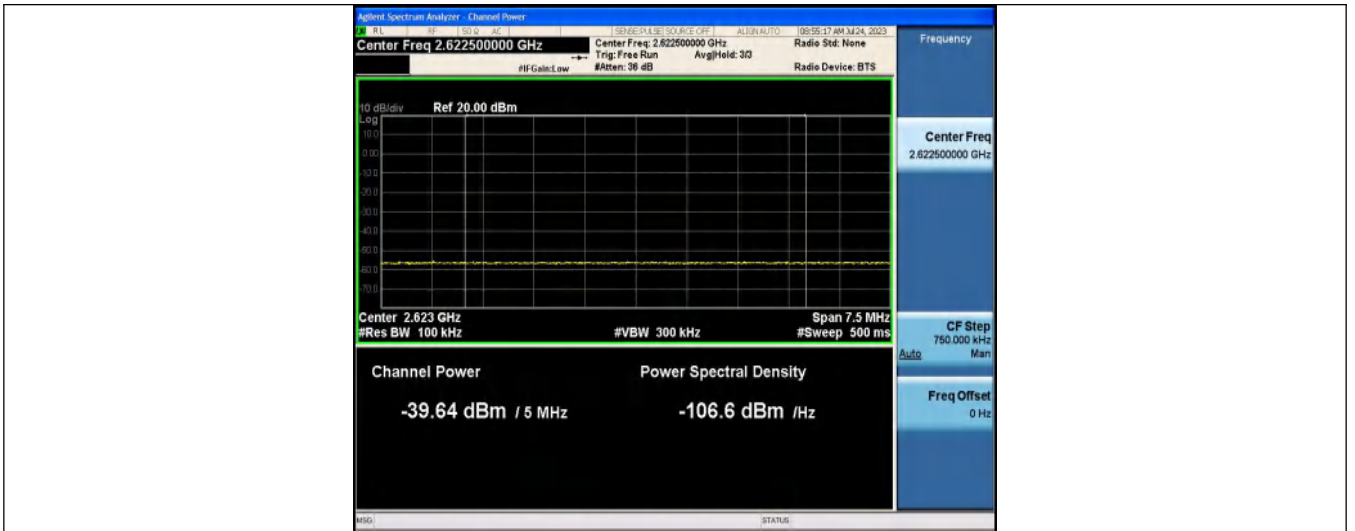 Agilent Spectrum Analyzer - Channel Power
RL RF 50 Ω AC SENSE:PULSE SOURCE OFF ALIGN AUTO 08:55:17 AM Jul 24, 2023
Center Freq 2.622500000 GHz
Center Freq: 2.622500000 GHz
Radio Std: None
Trig: Free Run
Avg|Hold: 3/3
#IFGain:Low
#Atten: 36 dB
Radio Device: BTS
10 dB/div
Ref 20.00 dBm
Log
10.0
0.00
-10.0
-20.0
-30.0
-40.0
-50.0
-60.0
-70.0
Center 2.623 GHz
Span 7.5 MHz
#Res BW 100 kHz
#VBW 300 kHz
#Sweep 500 ms
Channel Power
Power Spectral Density
-39.64 dBm / 5 MHz
-106.6 dBm /Hz
MSG
STATUS
Frequency
Center Freq
2.622500000 GHz
CF Step
750.000 kHz
Auto Man
Freq Offset
0 Hz